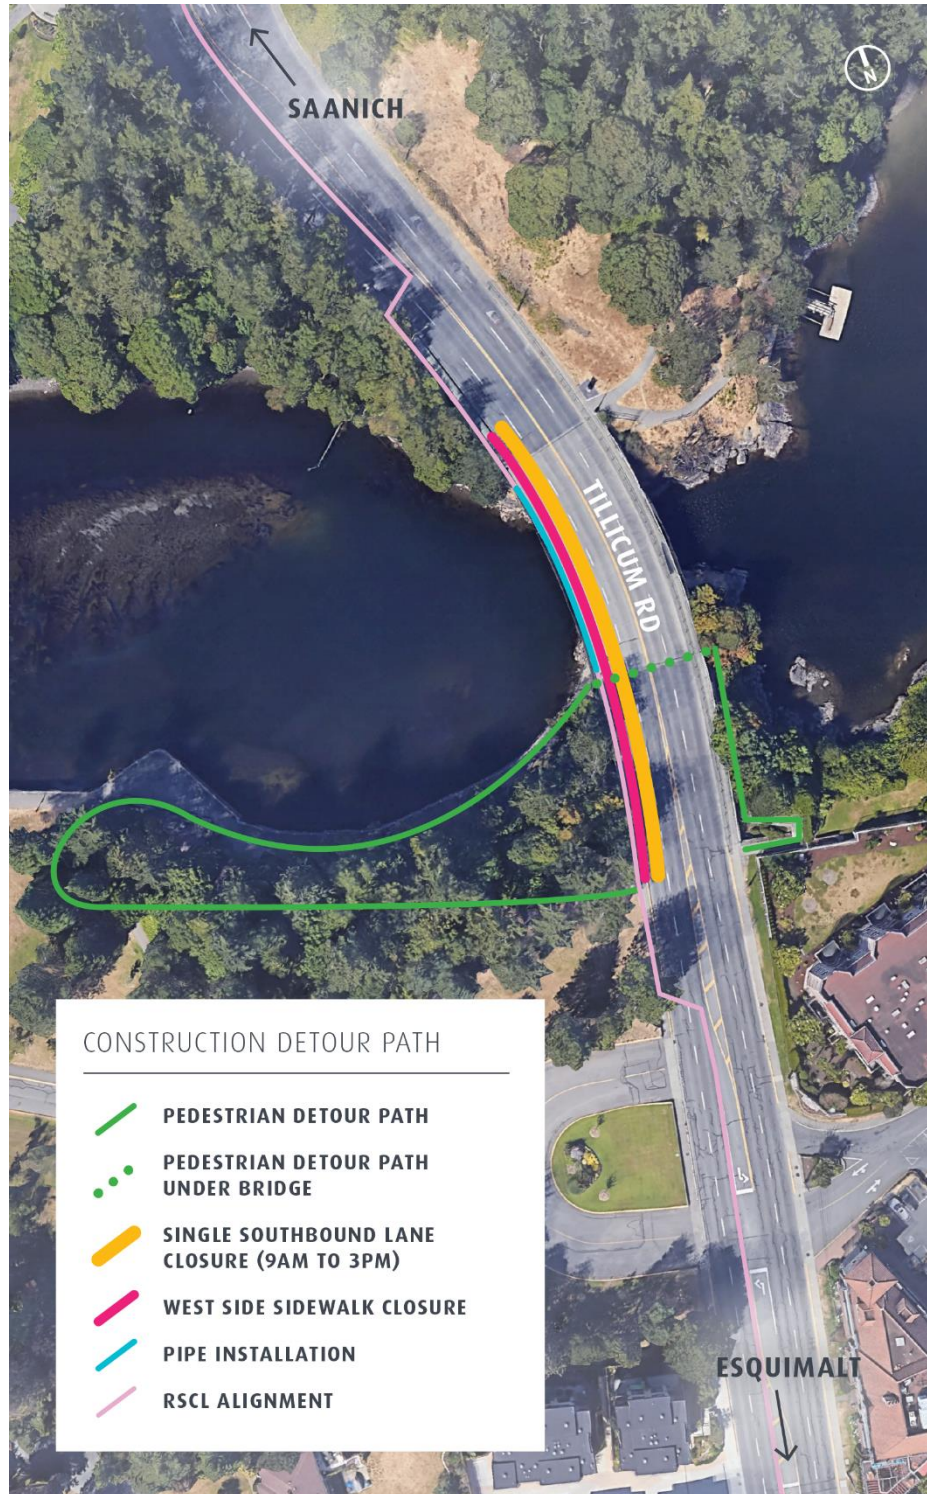 N
SAANICH
TILLICUM RD
CONSTRUCTION DETOUR PATH
PEDESTRIAN DETOUR PATH
PEDESTRIAN DETOUR PATH
UNDER BRIDGE
SINGLE SOUTHBOUND LANE
CLOSURE (9AM TO 3PM)
WEST SIDE SIDEWALK CLOSURE
PIPE INSTALLATION
RSCL ALIGNMENT
ESQUIMALT